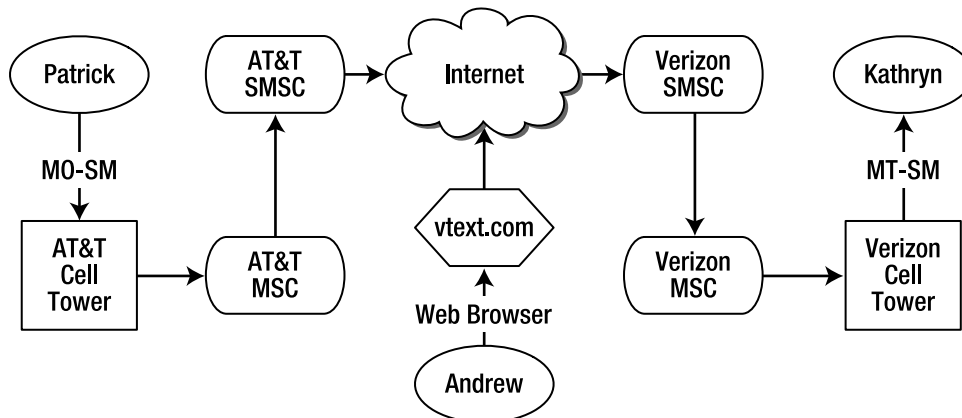 Patrick
MO-SM
AT&T
Cell
Tower
AT&T
MSC
AT&T
SMSC
Internet
vtext.com
Web Browser
Andrew
Verizon
SMSC
Verizon
MSC
Verizon
Cell
Tower
MT-SM
Kathryn